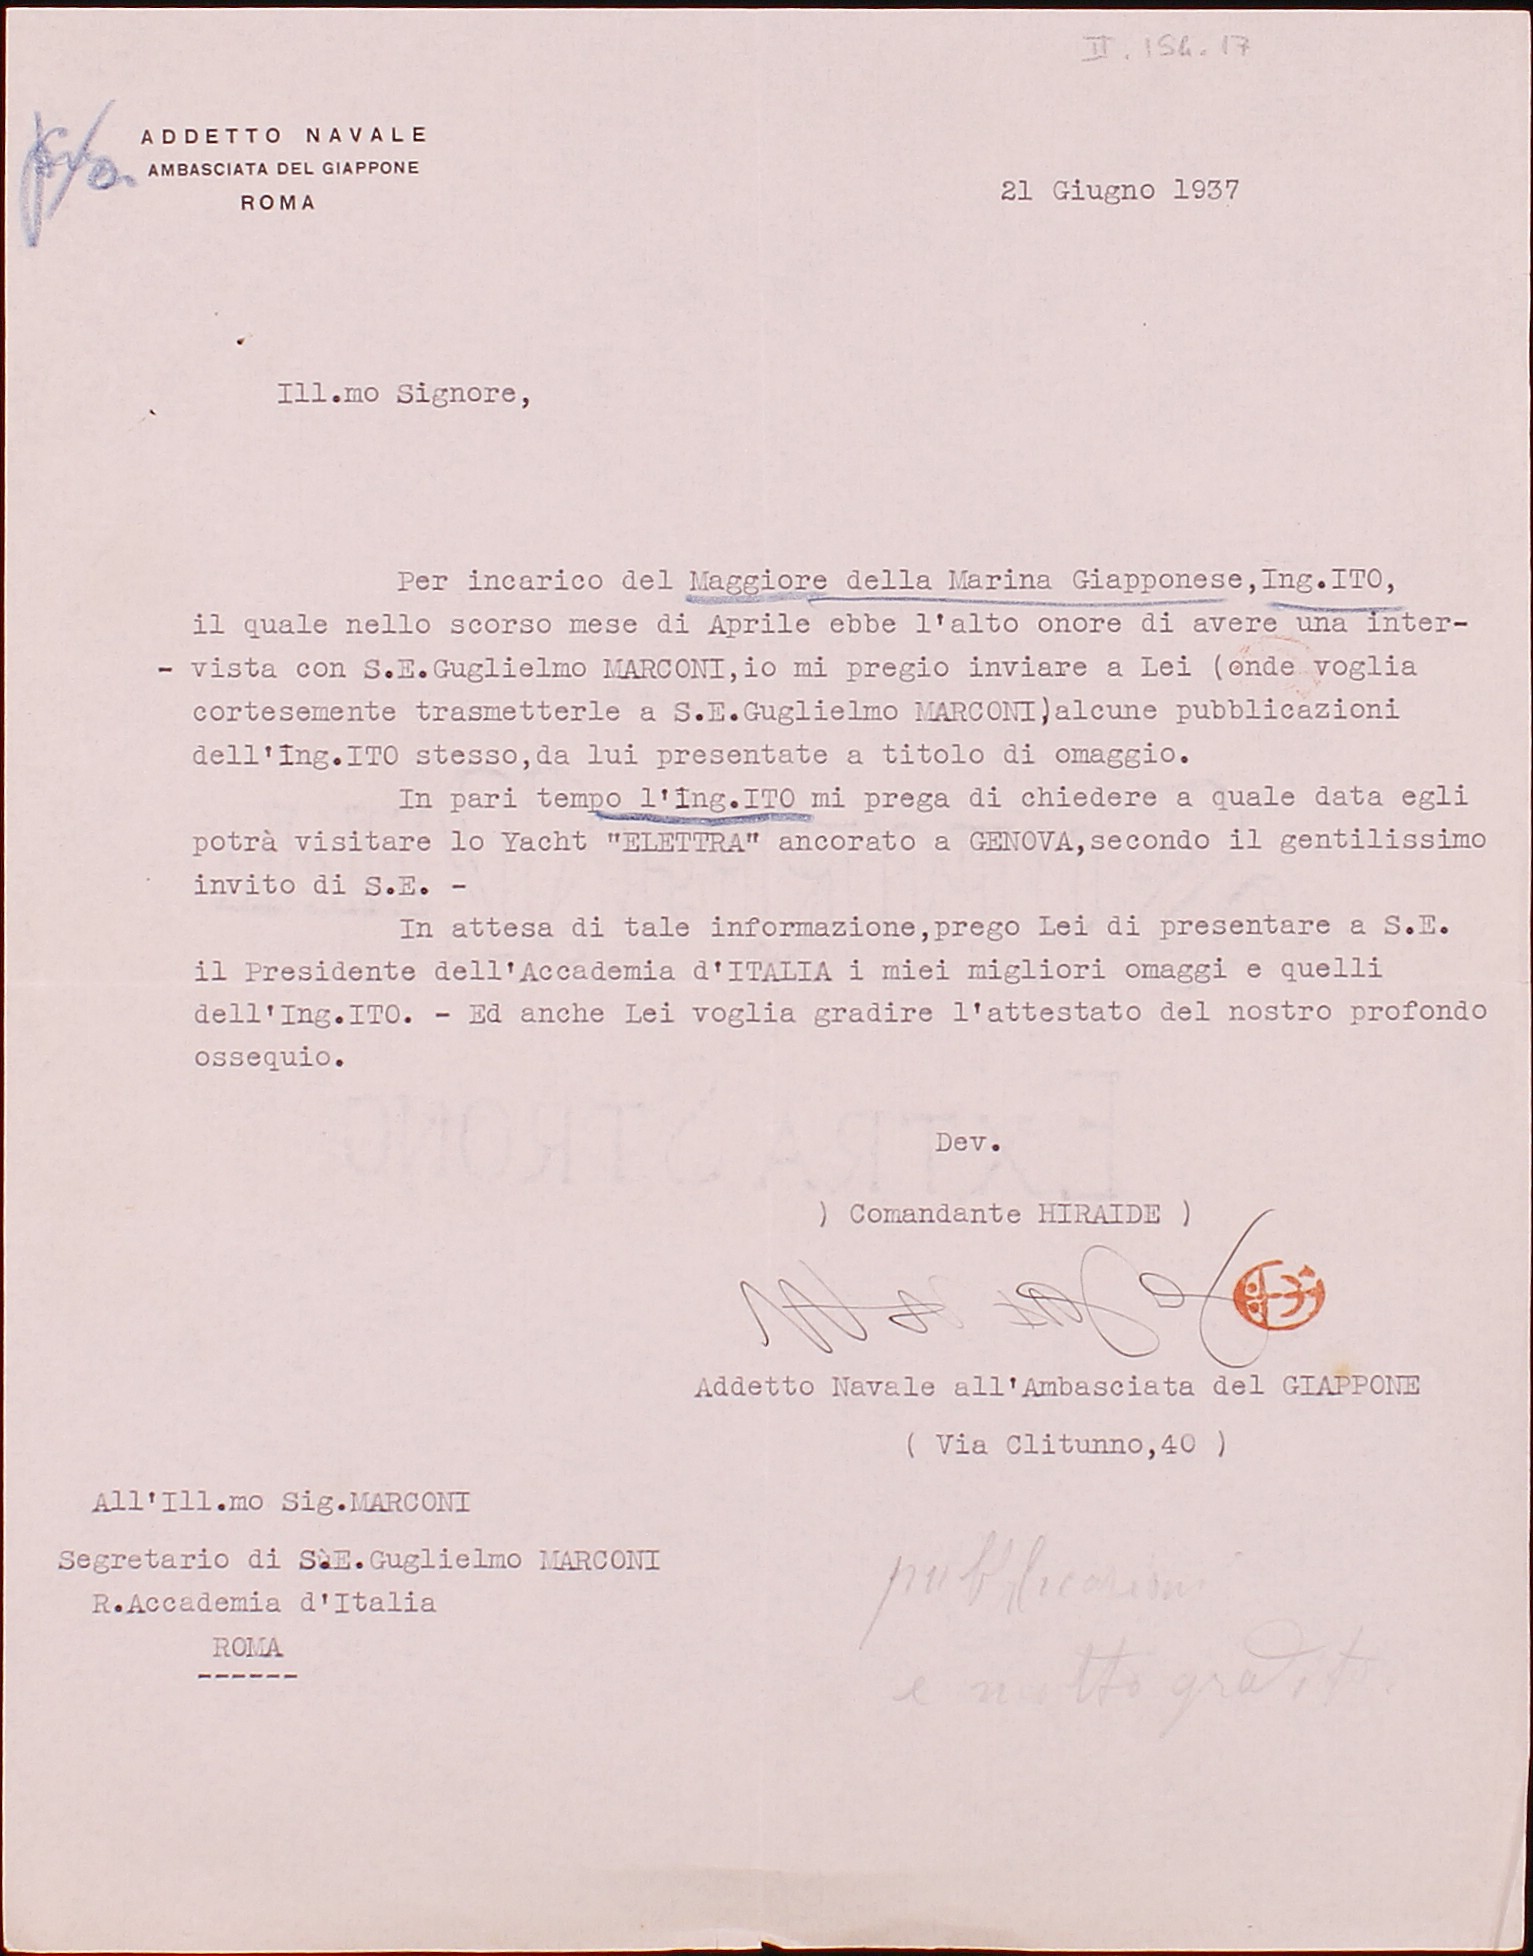 II. 154. 17
ADDETTO NAVALE
AMBASCIATA DEL GIAPPONE
ROMA
21 Giugno 1937
Ill.mo Signore,
Per incarico del Maggiore della Marina Giapponese,Ing.ITO,
il quale nello scorso mese di Aprile ebbe l'alto onore di avere una inter-
- vista con S.E.Guglielmo MARCONI,io mi pregio inviare a Lei (onde voglia
cortesemente trasmetterle a S.E.Guglielmo MARCONI)alcune pubblicazioni
dell'Ing.ITO stesso,da lui presentate a titolo di omaggio.
In pari tempo l'Ing.ITO mi prega di chiedere a quale data egli
potrà visitare lo Yacht "ELETTRA" ancorato a GENOVA,secondo il gentilissimo
invito di S.E. -
In attesa di tale informazione,prego Lei di presentare a S.E.
il Presidente dell'Accademia d'ITALIA i miei migliori omaggi e quelli
dell'Ing.ITO. - Ed anche Lei voglia gradire l'attestato del nostro profondo
ossequio.
EXTRA STRONG
Dev.
) Comandante HIRAIDE )
Addetto Navale all'Ambasciata del GIAPPONE
( Via Clitunno,40 )
All'Ill.mo Sig.MARCONI
Segretario di S.E.Guglielmo MARCONI
R.Accademia d'Italia
ROMA
------
pubblicazioni
e molto gradito.